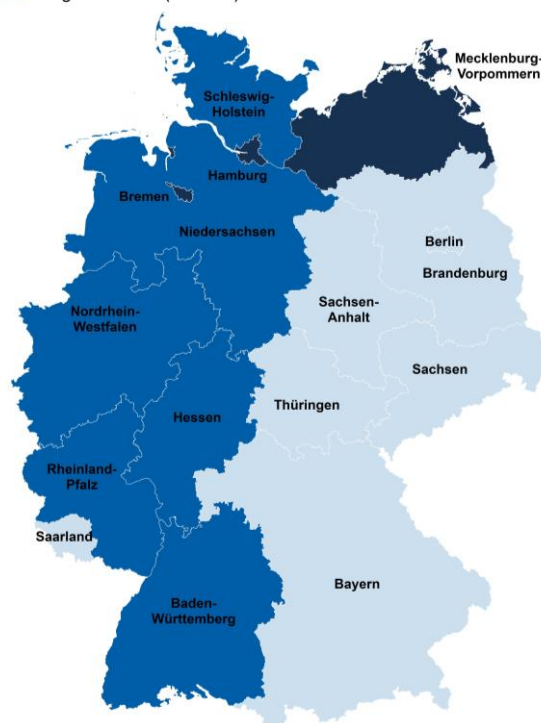 Mecklenburg-
Vorpommern
Schleswig-
Holstein
Hamburg
Bremen
Niedersachsen
Berlin
Brandenburg
Sachsen-
Anhalt
Nordrhein-
Westfalen
Sachsen
Thüringen
Hessen
Rheinland-
Pfalz
Saarland
Bayern
Baden-
Württemberg